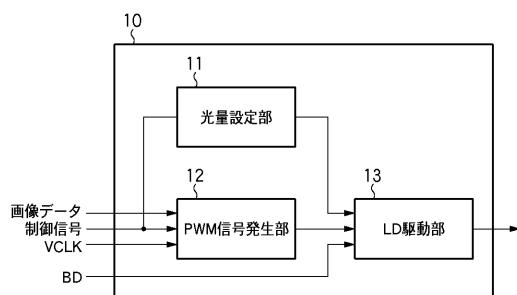 10
11
光量設定部
12
13
画像データ
制御信号
VCLK
PWM信号発生部
LD駆動部
BD